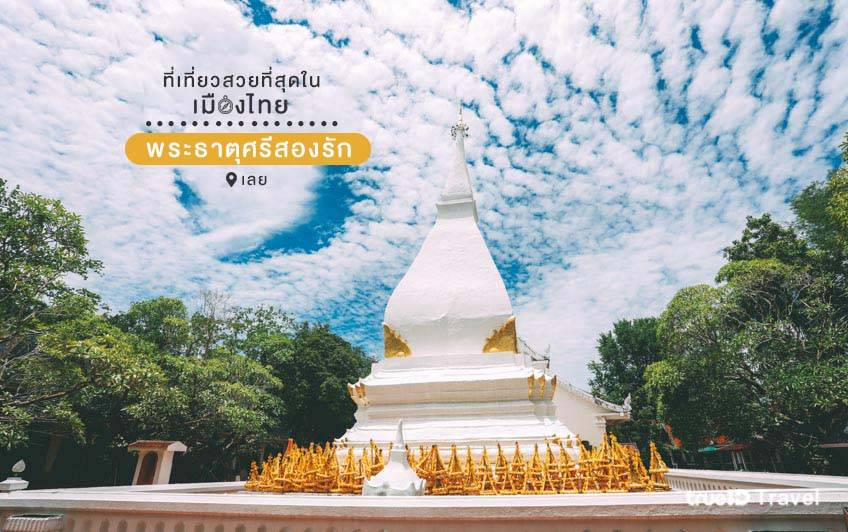 ที่เที่ยวสวยที่สุดใน
เมืองไทย
พระธาตุศรีสองรัก
เลย
trueID Travel